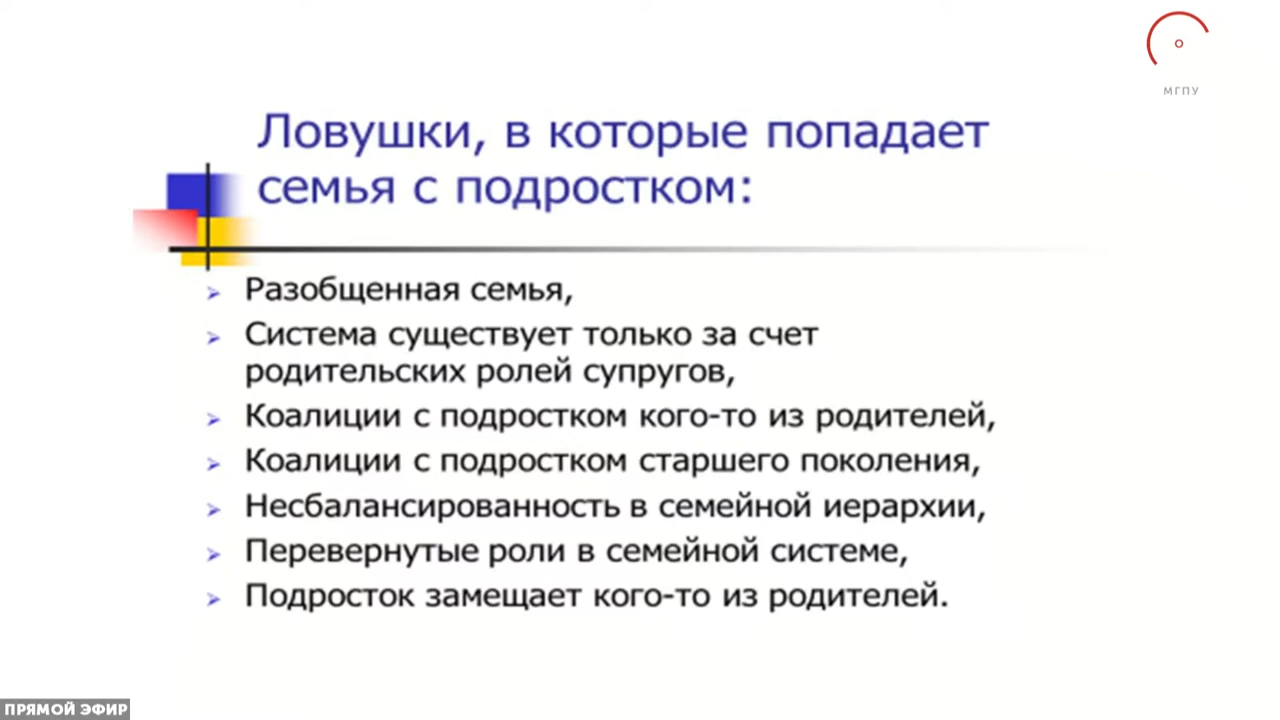 МГПУ
Ловушки, в которые попадает
семья с подростком:
Разобщенная семья,
Система существует только за счет
родительских ролей супругов,
Коалиции с подростком кого-то из родителей,
Коалиции с подростком старшего поколения,
Несбалансированность в семейной иерархии,
Перевернутые роли в семейной системе,
Подросток замещает кого-то из родителей.
ПРЯМОЙ ЭФИР